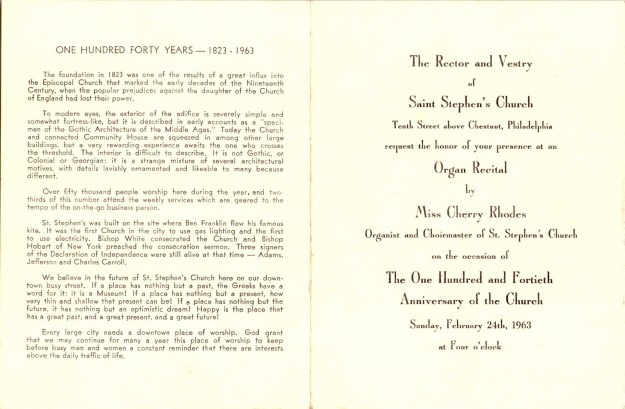 ONE HUNDRED FORTY YEARS — 1823 - 1963
The foundation in 1823 was one of the results of a great influx into
the Episcopal Church that marked the early decades of the Nineteenth
Century, when the popular prejudices against the daughter of the Church
of England had lost their power.
To modern eyes, the exterior of the edifice is severely simple and
somewhat fortress-like, but it is described in early accounts as a "speci-
men of the Gothic Architecture of the Middle Ages." Today the Church
and connected Community House are squeezed in among other large
buildings, but a very rewarding experience awaits the one who crosses
the threshold. The interior is difficult to describe. It is not Gothic, or
Colonial or Georgian; it is a strange mixture of several architectural
motives, with details lavishly ornamented and likeable to many because
different.
Over fifty thousand people worship here during the year, and two-
thirds of this number attend the weekly services which are geared to the
tempo of the on-the-go business person.
St. Stephen's was built on the site where Ben Franklin flew his famous
kite. It was the first Church in the City to use gas lighting and the first
to use electricity. Bishop White consecrated the Church and Bishop
Hobart of New York preached the consecration sermon. Three signers
of the Declaration of Independence were still alive at that time — Adams,
Jefferson and Charles Carroll.
We believe in the future of St. Stephen's Church here on our down-
town busy street. If a place has nothing but a past, the Greeks have a
word for it: it is a Museum! If a place has nothing but a present, how
very thin and shallow that present can be! If a place has nothing but the
future, it has nothing but an optimistic dream! Happy is the place that
has a great past, and a great present, and a great future!
Every large city needs a downtown place of worship. God grant
that we may continue for many a year this place of worship to keep
before busy men and women a constant reminder that there are interests
above the daily traffic of life.
The Rector and Vestry
of
Saint Stephen's Church
Tenth Street above Chestnut, Philadelphia
request the honor of your presence at an
Organ Recital
by
Miss Cherry Rhodes
Organist and Choirmaster of St. Stephen's Church
on the occasion of
The One Hundred and Fortieth
Anniversary of the Church
Sunday, February 24th, 1963
at Four o'clock